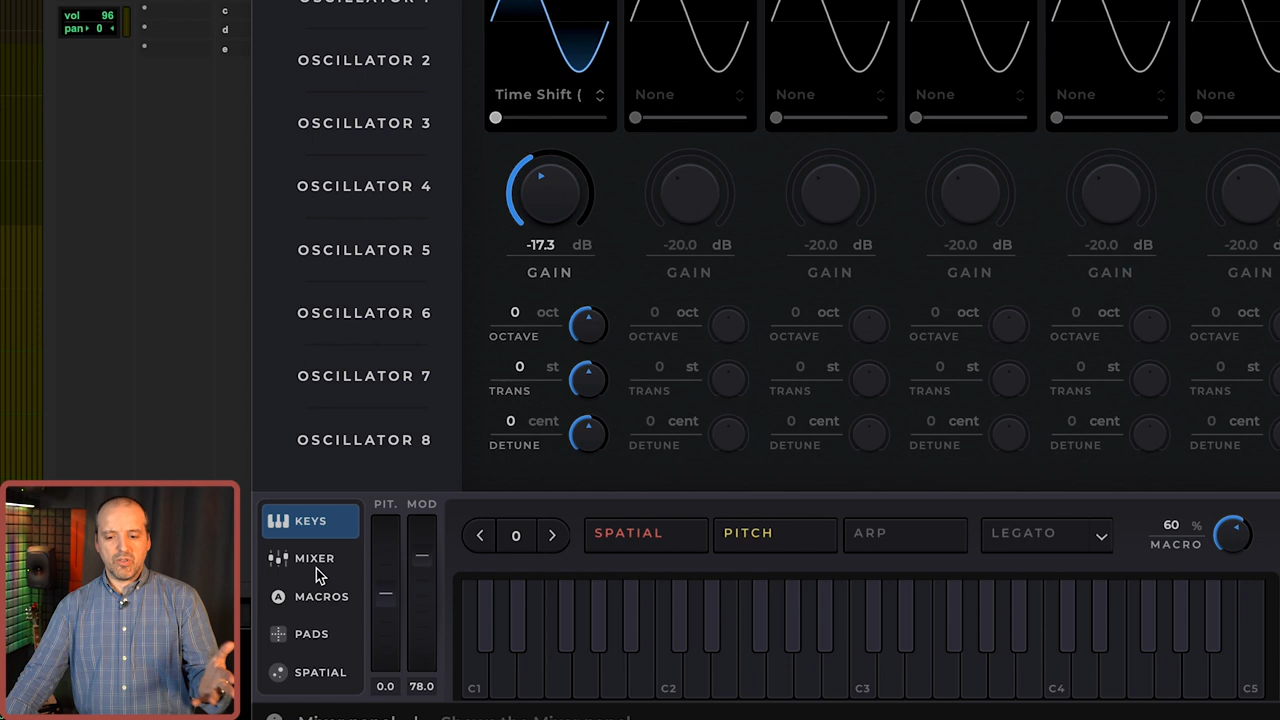 vol 96
pan 0
c
d
e
OSCILLATOR 2
OSCILLATOR 3
OSCILLATOR 4
OSCILLATOR 5
OSCILLATOR 6
OSCILLATOR 7
OSCILLATOR 8
Time Shift ( None None None None None
-17.3 dB -20.0 dB -20.0 dB -20.0 dB -20.0 dB -20.0 dB
GAIN GAIN GAIN GAIN GAIN GAIN
0 oct 0 oct 0 oct 0 oct 0 oct 0 oct
OCTAVE OCTAVE OCTAVE OCTAVE OCTAVE OCTAVE
0 st 0 st 0 st 0 st 0 st 0 st
TRANS TRANS TRANS TRANS TRANS TRANS
0 cent 0 cent 0 cent 0 cent 0 cent 0 cent
DETUNE DETUNE DETUNE DETUNE DETUNE DETUNE
KEYS
MIXER
MACROS
PADS
SPATIAL
PIT. MOD
0.0 78.0
0 SPATIAL PITCH ARP LEGATO 60 %
MACRO
C1 C2 C3 C4 C5